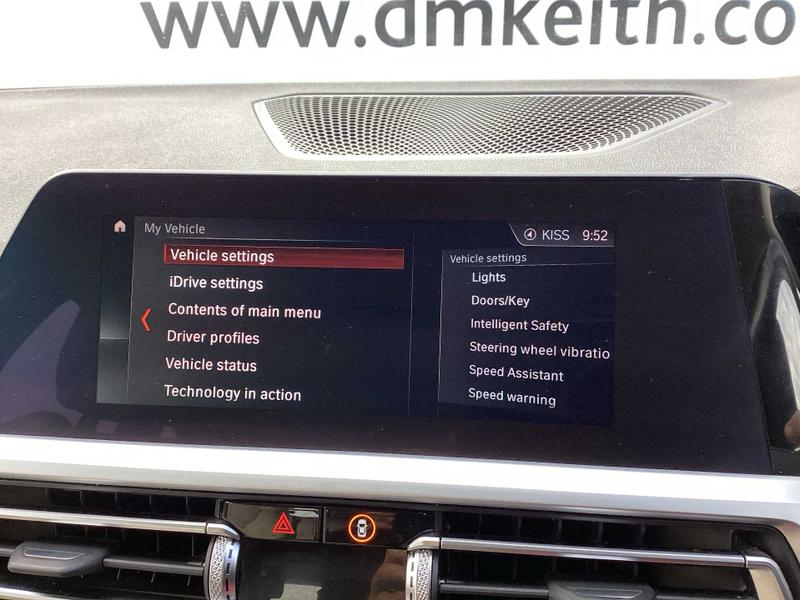 www.dmkeith.co
My Vehicle
KISS 9:52
Vehicle settings
iDrive settings
Contents of main menu
Driver profiles
Vehicle status
Technology in action
Vehicle settings
Lights
Doors/Key
Intelligent Safety
Steering wheel vibratio
Speed Assistant
Speed warning